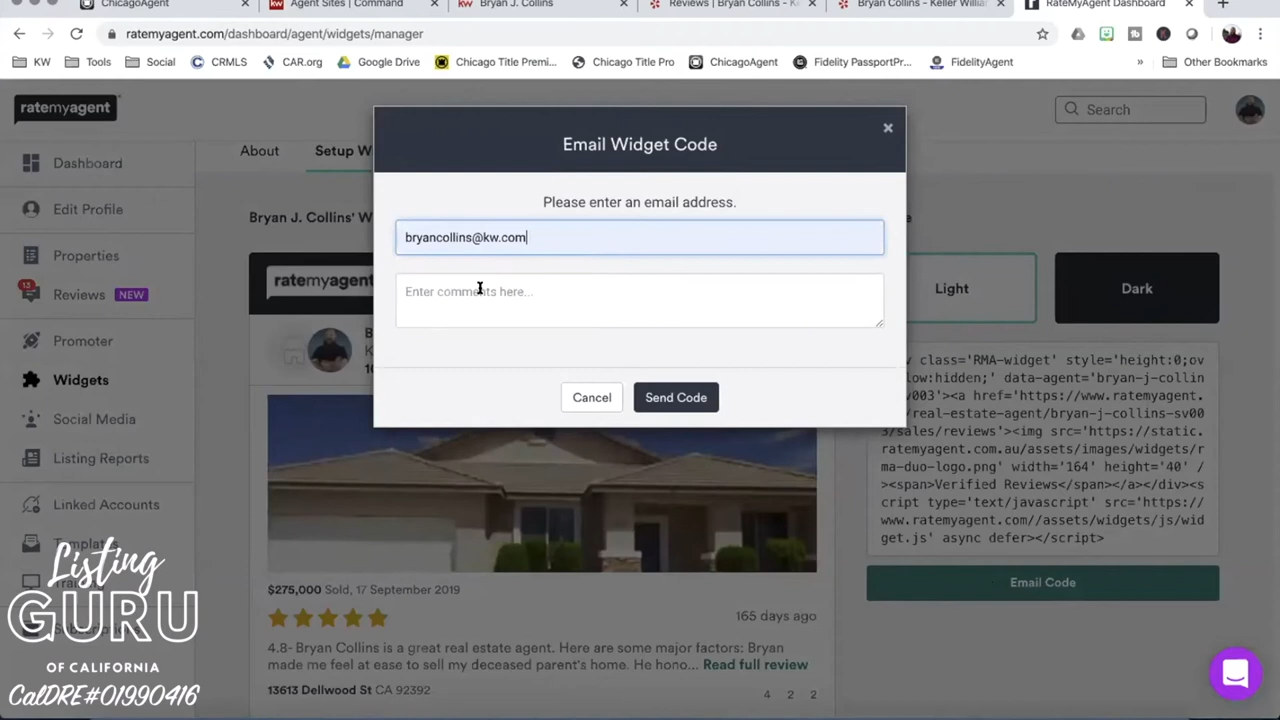 ChicagoAgent
Agent Sites | Command
Bryan J. Collins
Reviews | Bryan Collins - Ke
Bryan Collins - Keller Willia
RateMyAgent Dashboard
ratemyagent.com/dashboard/agent/widgets/manager
KW
Tools
Social
CRMLS
CAR.org
Google Drive
Chicago Title Premi...
Chicago Title Pro
ChicagoAgent
Fidelity PassportPr...
FidelityAgent
»
Other Bookmarks
ratemyagent
Search
Dashboard
Edit Profile
Properties
13
Reviews NEW
Promoter
Widgets
Social Media
Listing Reports
Linked Accounts
About
Setup W
Bryan J. Collins' W
ratemyagent
Email Widget Code
Please enter an email address.
bryancollins@kw.com
Enter comments here...
Cancel
Send Code
Light
Dark
v class='RMA-widget' style='height:0;ov
low:hidden;' data-agent='bryan-j-collin
v003'><a href='https://www.ratemyagent.
real-estate-agent/bryan-j-collins-sv00
3/sales/reviews'><img src='https://static.
ratemyagent.com.au/assets/images/widgets/r
ma-duo-logo.png' width='164' height='40' /
><span>Verified Reviews</span></a></div><s
cript type='text/javascript' src='https://
www.ratemyagent.com//assets/widgets/js/wid
get.js' async defer></script>
Email Code
$275,000 Sold, 17 September 2019
165 days ago
4.8- Bryan Collins is a great real estate agent. Here are some major factors: Bryan
made me feel at ease to sell my deceased parent's home. He hono... Read full review
13613 Dellwood St CA 92392
4 2 2
Listing
GURU
OF CALIFORNIA
CalDRE#01990416